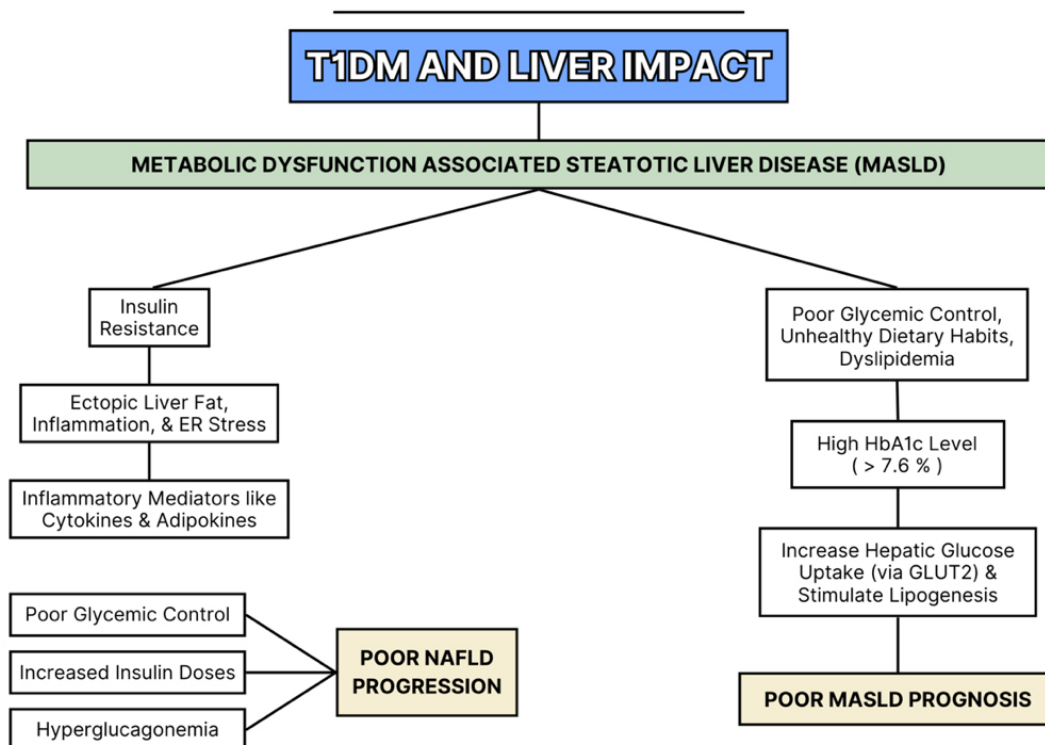 T1DM AND LIVER IMPACT
METABOLIC DYSFUNCTION ASSOCIATED STEATOTIC LIVER DISEASE (MASLD)
Insulin
Resistance
Ectopic Liver Fat,
Inflammation, & ER Stress
Inflammatory Mediators like
Cytokines & Adipokines
Poor Glycemic Control
Increased Insulin Doses
Hyperglucagonemia
POOR NAFLD
PROGRESSION
Poor Glycemic Control,
Unhealthy Dietary Habits,
Dyslipidemia
High HbA1c Level
( > 7.6 % )
Increase Hepatic Glucose
Uptake (via GLUT2) &
Stimulate Lipogenesis
POOR MASLD PROGNOSIS